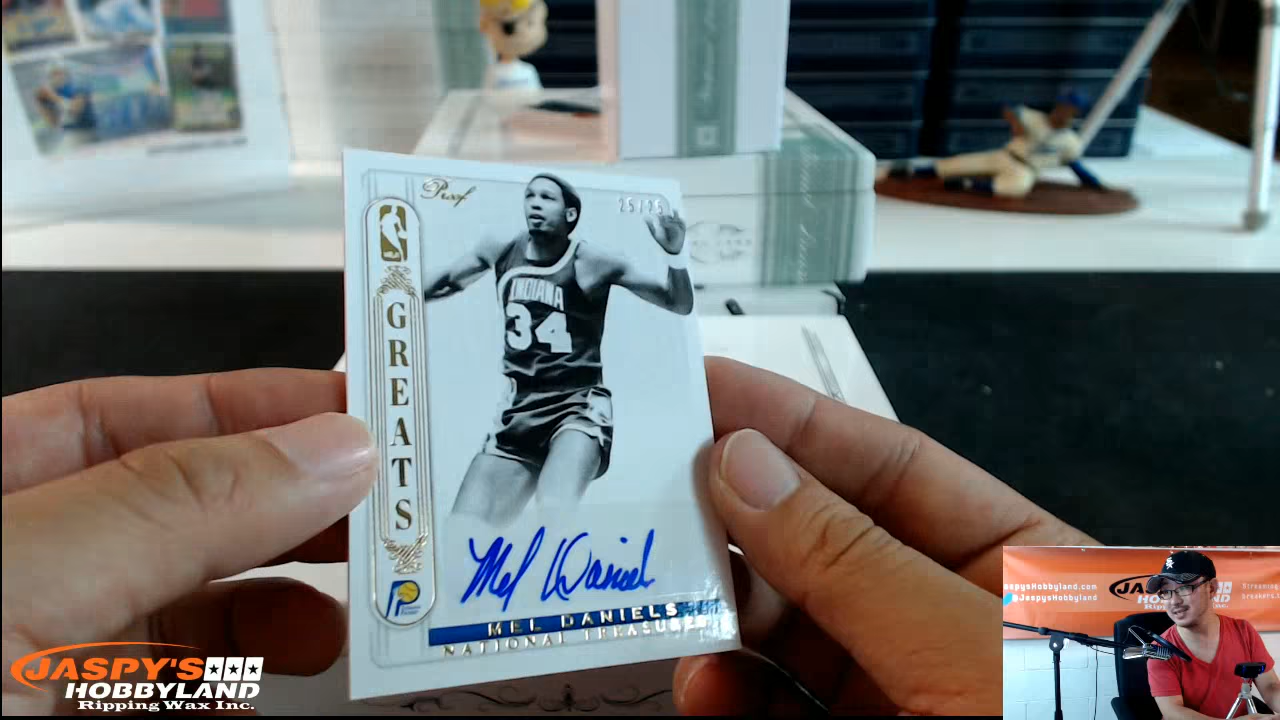 Proof
25/25
GREATS
INDIANA
34
Mel Daniels
MEL DANIELS
NATIONAL TREASURES
JASPY'S
HOBBYLAND
Ripping Wax Inc.
JaspysHobbyland.com
@JaspysHobbyland